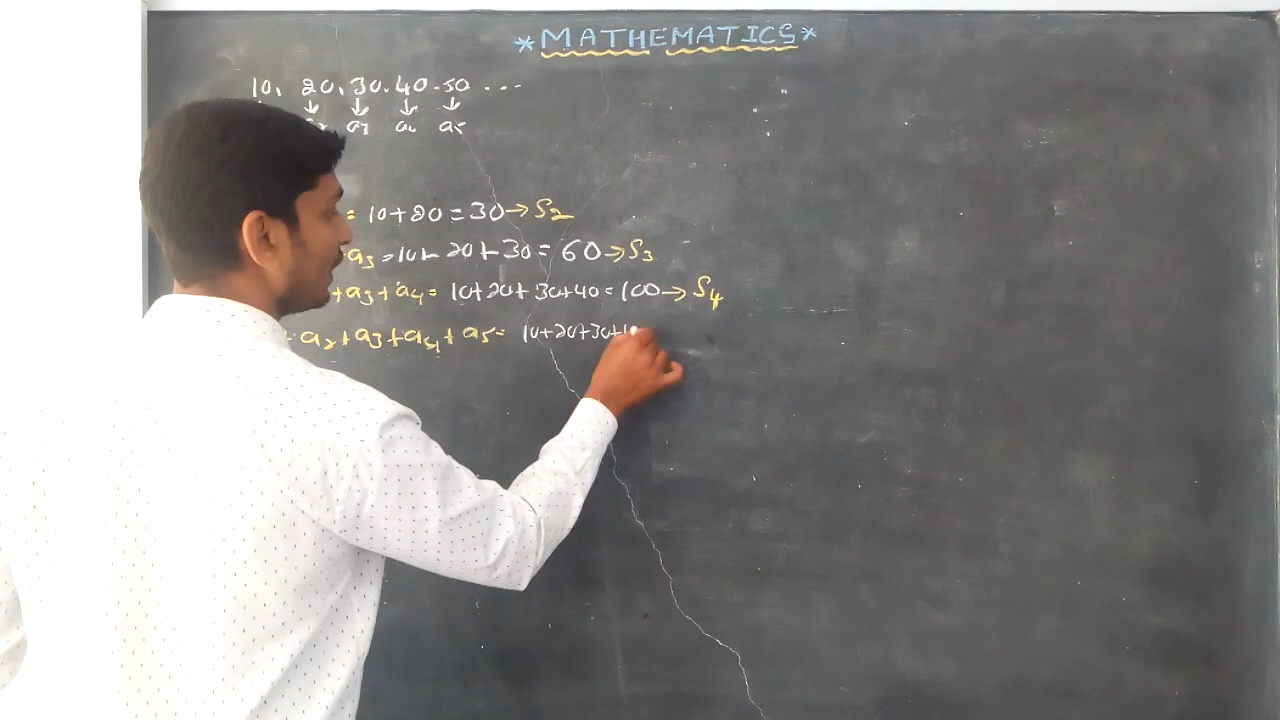 *MATHEMATICS*
10, 20, 30. 40. 50 ...
↓ ↓ ↓ ↓
a3 a5
= 10+20 = 30 → S2
a3 = 10+ 20+30 = 60 → S3
+a3 + a4 = 10+20+30+40 = 100 → S4
a2+a3+a4+a5= 10+20+30+